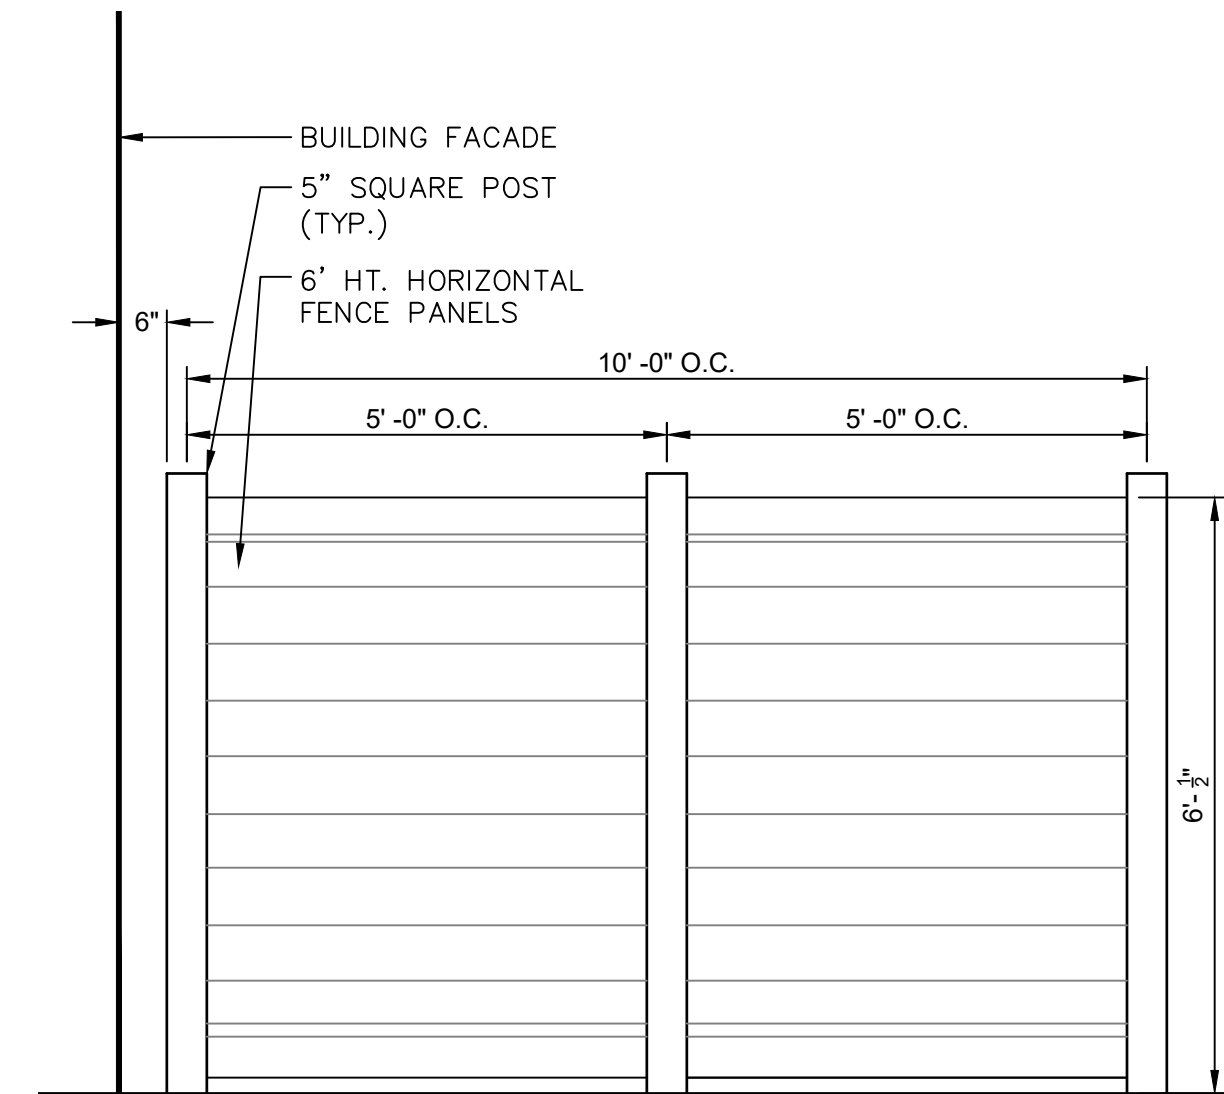 BUILDING FACADE
5” SQUARE POST
(TYP.)
6’ HT. HORIZONTAL
FENCE PANELS
6"
10' -0" O.C.
5' -0" O.C.
5' -0" O.C.
6'- 1/2"